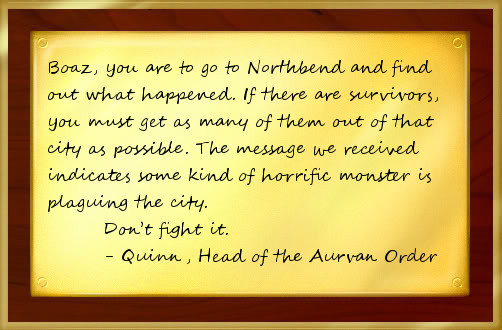 Boaz, you are to go to Northbend and find
out what happened. If there are survivors,
you must get as many of them out of that
city as possible. The message we received
indicates some kind of horrific monster is
plaguing the city.
Don't fight it.
- Quinn , Head of the Aurvan Order